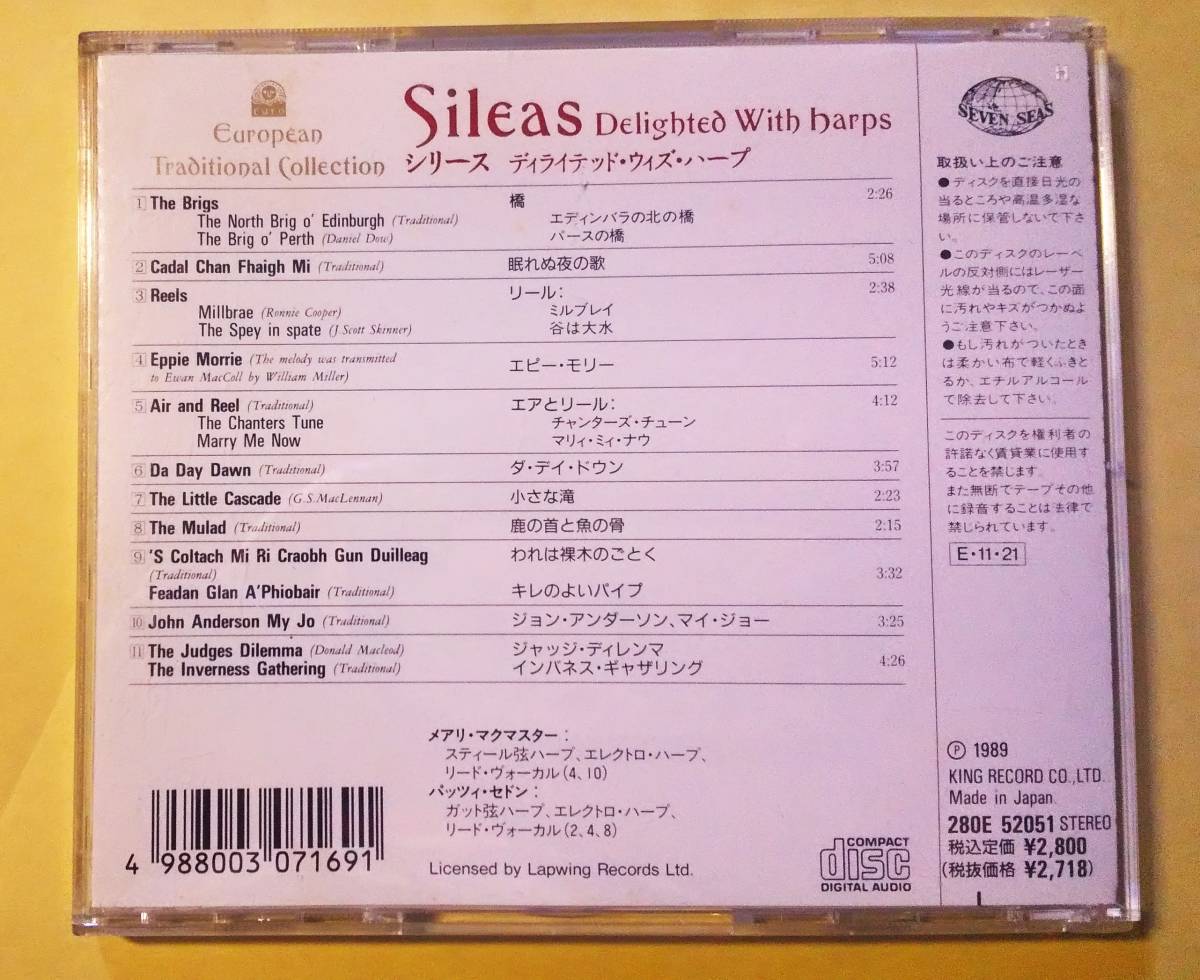 Sileas Delighted With harps
European
Traditional Collection
シリース ディライテッド・ウィズ・ハープ
1 The Brigs 橋 2:26
The North Brig o' Edinburgh (Traditional) エディンバラの北の橋
The Brig o' Perth (Daniel Dow) パースの橋
2 Cadal Chan Fhaigh Mi (Traditional) 眠れぬ夜の歌 5:08
3 Reels リール: 2:38
Millbrae (Ronnie Cooper) ミルブレイ
The Spey in spate (J.Scott Skinner) 谷は大水
4 Eppie Morrie (The melody was transmitted
to Ewan MacColl by William Miller) エピー・モリー 5:12
5 Air and Reel (Traditional) エアとリール: 4:12
The Chanters Tune チャンターズ・チューン
Marry Me Now マリィ・ミィ・ナウ
6 Da Day Dawn (Traditional) ダ・デイ・ドウン 3:57
7 The Little Cascade (G.S.MacLennan) 小さな滝 2:23
8 The Mulad (Traditional) 鹿の首と魚の骨 2:15
9 'S Coltach Mi Ri Craobh Gun Duilleag われは裸木のごとく
(Traditional) 3:32
Feadan Glan A'Phiobair (Traditional) キレのよいパイプ
10 John Anderson My Jo (Traditional) ジョン・アンダーソン、マイ・ジョー 3:25
11 The Judges Dilemma (Donald Macleod) ジャッジ・ディレンマ 4:26
The Inverness Gathering (Traditional) インバネス・ギャザリング
メアリ・マクマスター:
スティール弦ハープ、エレクトロ・ハープ、
リード・ヴォーカル(4、10)
パッツィ・セドン:
ガット弦ハープ、エレクトロ・ハープ、
リード・ヴォーカル(2、4、8)
Licensed by Lapwing Records Ltd.
4 988003 071691
COMPACT
disc
DIGITAL AUDIO
SEVEN SEAS
取扱い上のご注意
●ディスクを直接日光の
当るところや高温多湿な
場所に保管しないで下さ
い。
●このディスクのレーベ
ルの反対側にはレーザー
光線が当るので、この面
に汚れやキズがつかぬよ
うご注意下さい。
●もし汚れがついたとき
は柔かい布で軽くふきと
るか、エチルアルコール
で除去して下さい。
このディスクを権利者の
許諾なく賃貸業に使用す
ることを禁じます。
また無断でテープその他
に録音することは法律で
禁じられています。
E・11・21
Ⓟ 1989
KING RECORD CO.,LTD.
Made in Japan.
280E 52051 STEREO
税込定価 ¥2,800
(税抜価格 ¥2,718)